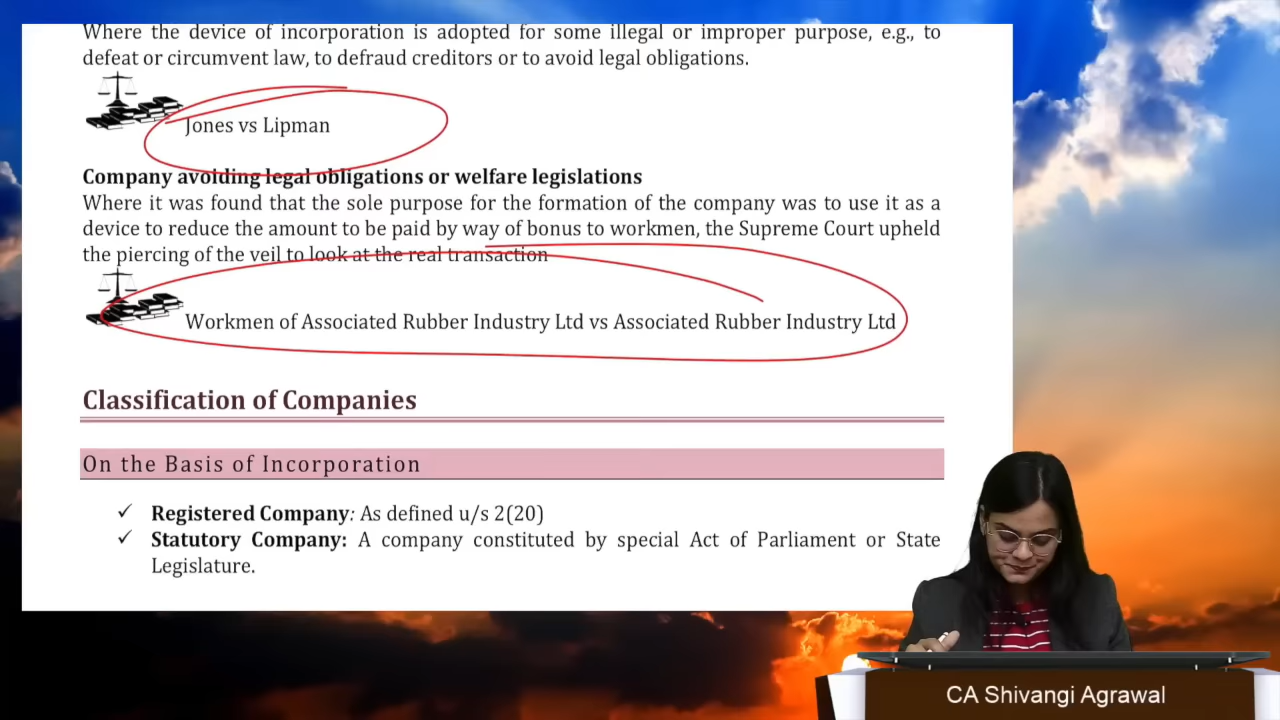 Where the device of incorporation is adopted for some illegal or improper purpose, e.g., to
defeat or circumvent law, to defraud creditors or to avoid legal obligations.
Jones vs Lipman
Company avoiding legal obligations or welfare legislations
Where it was found that the sole purpose for the formation of the company was to use it as a
device to reduce the amount to be paid by way of bonus to workmen, the Supreme Court upheld
the piercing of the veil to look at the real transaction
Workmen of Associated Rubber Industry Ltd vs Associated Rubber Industry Ltd
Classification of Companies
On the Basis of Incorporation
✓ Registered Company: As defined u/s 2(20)
✓ Statutory Company: A company constituted by special Act of Parliament or State
Legislature.
CA Shivangi Agrawal